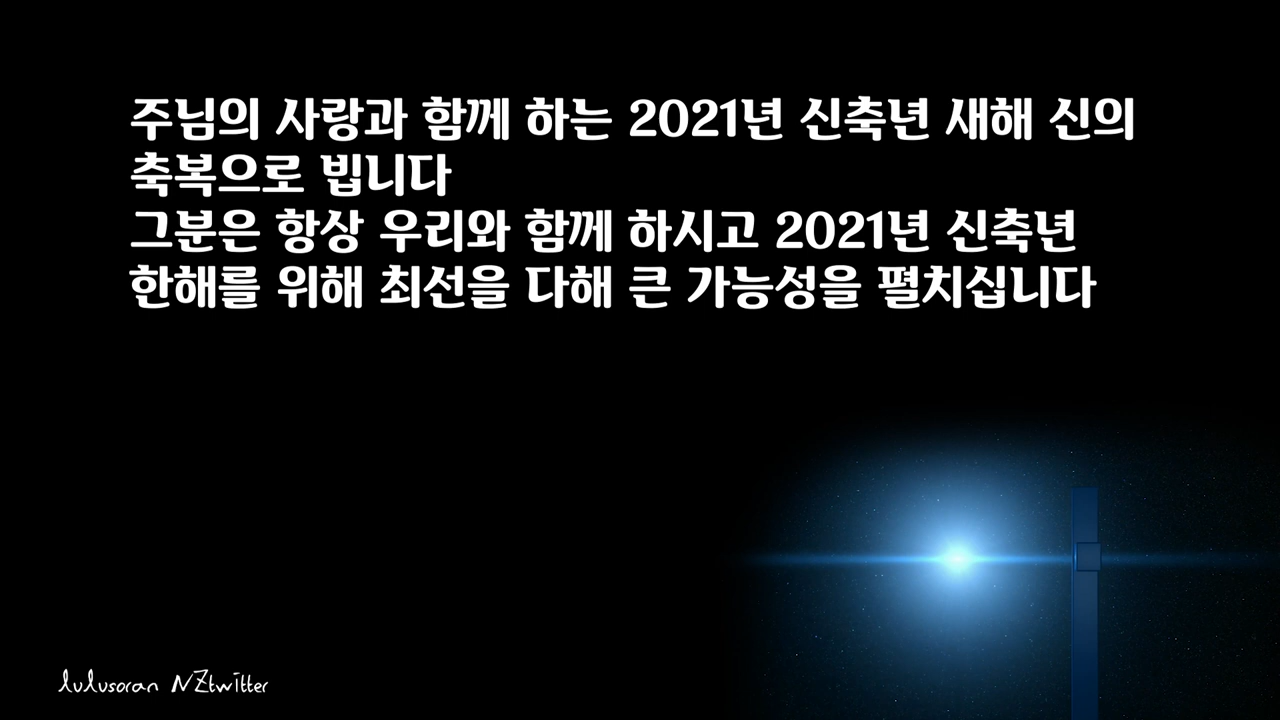 주님의 사랑과 함께 하는 2021년 신축년 새해 신의
축복으로 빕니다
그분은 항상 우리와 함께 하시고 2021년 신축년
한해를 위해 최선을 다해 큰 가능성을 펼치십니다
lulusoran NZtwitter